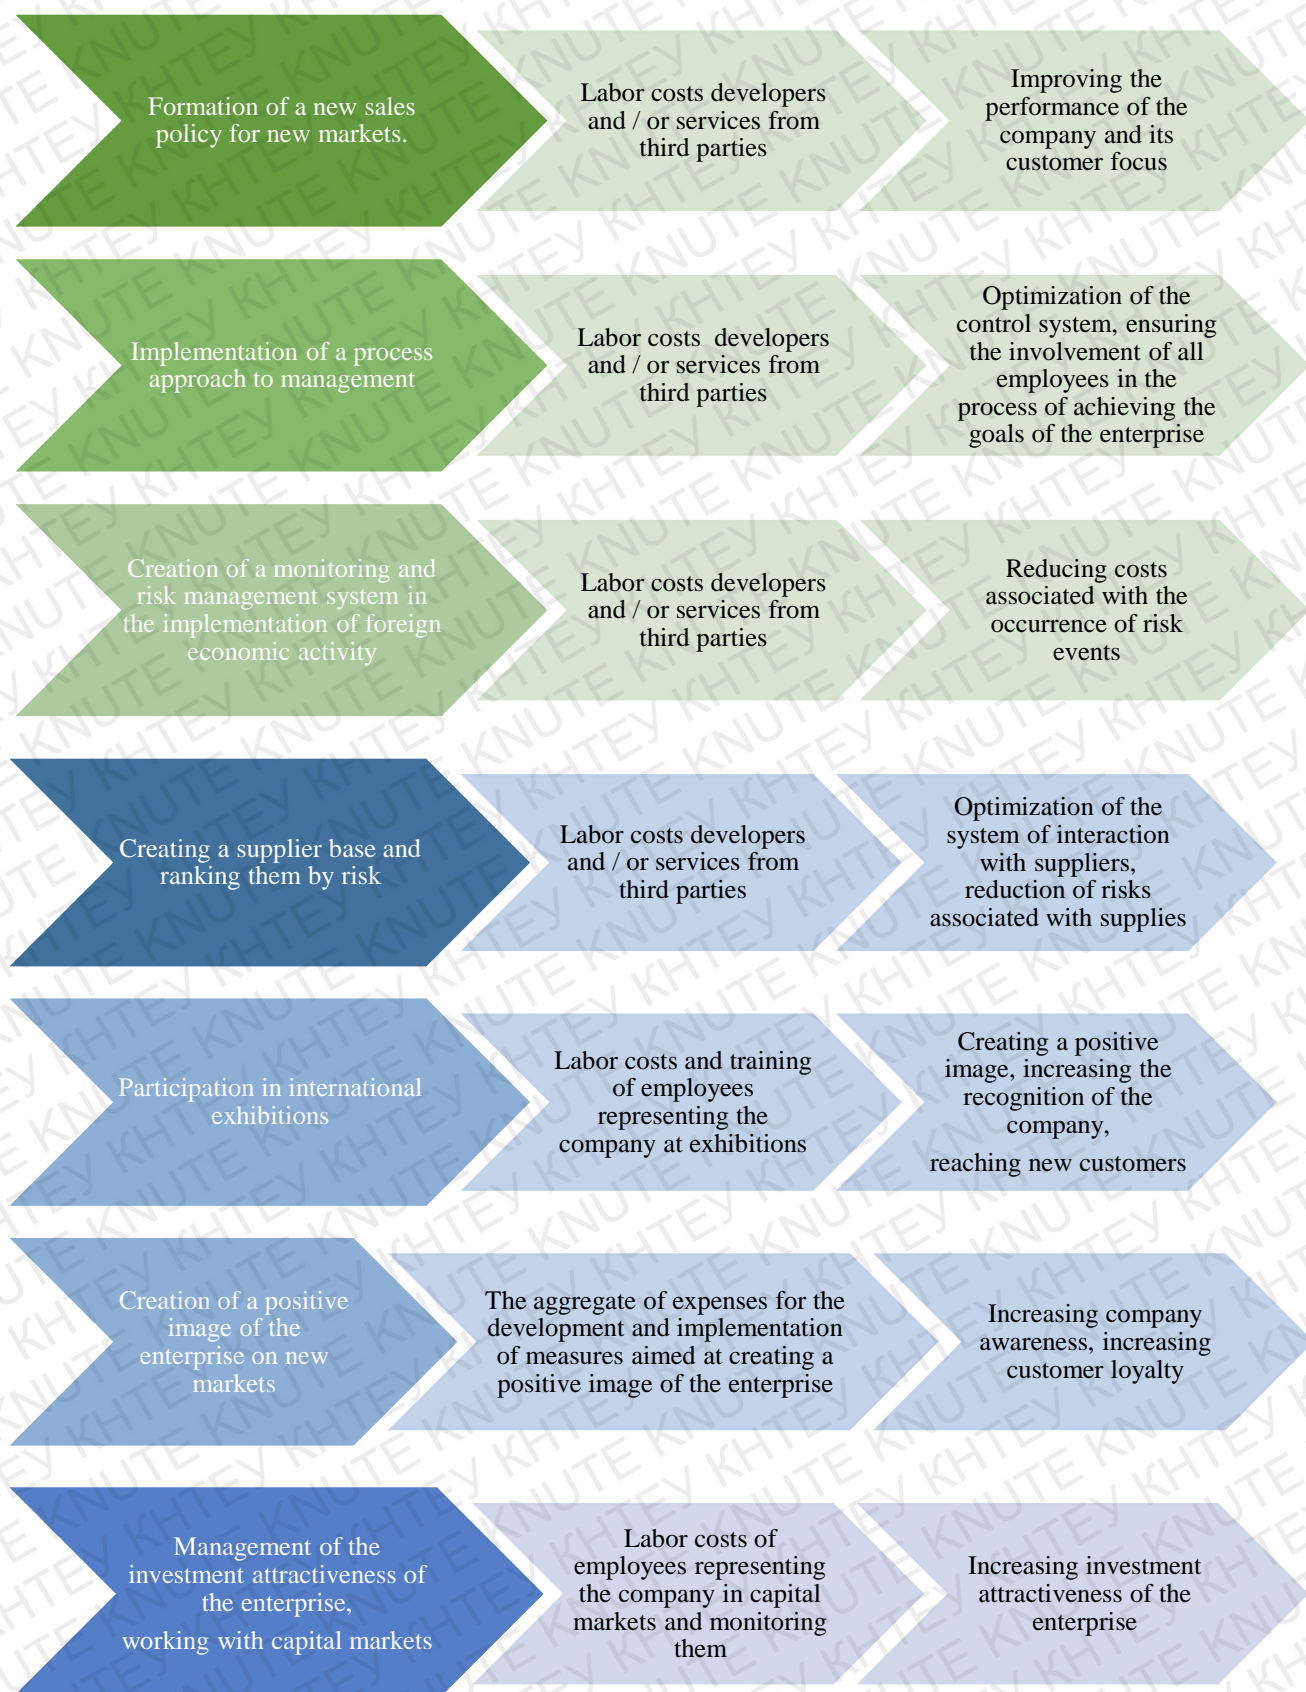 Formation of a new sales
policy for new markets.
Labor costs developers
and / or services from
third parties
Improving the
performance of the
company and its
customer focus
Implementation of a process
approach to management
Labor costs  developers
and / or services from
third parties
Optimization of the
control system, ensuring
the involvement of all
employees in the
process of achieving the
goals of the enterprise
Creation of a monitoring and
risk management system in
the implementation of foreign
economic activity
Labor costs developers
and / or services from
third parties
Reducing costs
associated with the
occurrence of risk
events
Creating a supplier base and
ranking them by risk
Labor costs developers
and / or services from
third parties
Optimization of the
system of interaction
with suppliers,
reduction of risks
associated with supplies
Participation in international
exhibitions
Labor costs and training
of employees
representing the
company at exhibitions
Creating a positive
image, increasing the
recognition of the
company,
reaching new customers
Creation of a positive
image of the
enterprise on new
markets
The aggregate of expenses for the
development and implementation
of measures aimed at creating a
positive image of the enterprise
Increasing company
awareness, increasing
customer loyalty
Management of the
investment attractiveness of
the enterprise,
working with capital markets
Labor costs of
employees representing
the company in capital
markets and monitoring
them
Increasing investment
attractiveness of the
enterprise
КНТЕУ KNUTE